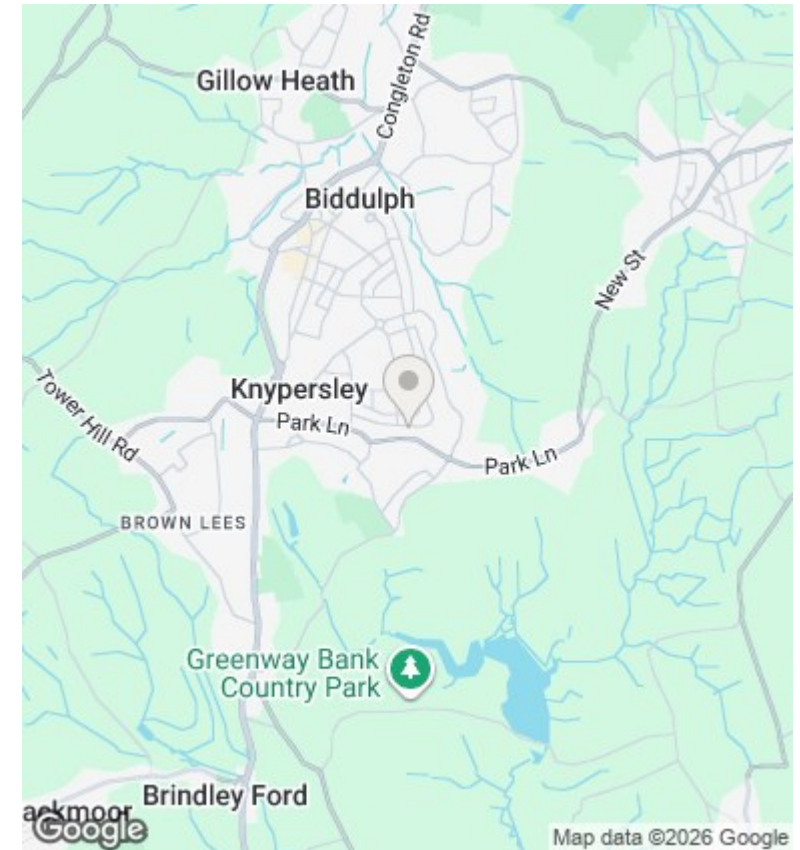 Congleton Rd
Gillow Heath
Biddulph
New St
Knypersley
Tower Hill Rd
Park Ln
Park Ln
BROWN LEES
Greenway Bank
Country Park
Brindley Ford
ackmoor
Google
Map data ©2026 Google